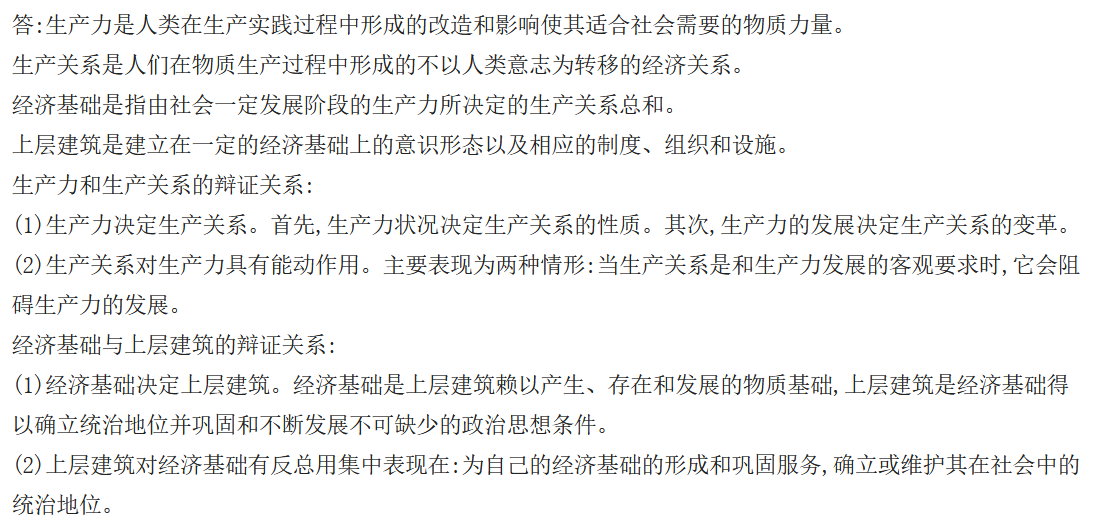 答:生产力是人类在生产实践过程中形成的改造和影响使其适合社会需要的物质力量。
生产关系是人们在物质生产过程中形成的不以人类意志为转移的经济关系。
经济基础是指由社会一定发展阶段的生产力所决定的生产关系总和。
上层建筑是建立在一定的经济基础上的意识形态以及相应的制度、组织和设施。
生产力和生产关系的辩证关系:
(1)生产力决定生产关系。首先,生产力状况决定生产关系的性质。其次,生产力的发展决定生产关系的变革。
(2)生产关系对生产力具有能动作用。主要表现为两种情形:当生产关系是和生产力发展的客观要求时,它会阻
碍生产力的发展。
经济基础与上层建筑的辩证关系:
(1)经济基础决定上层建筑。经济基础是上层建筑赖以产生、存在和发展的物质基础,上层建筑是经济基础得
以确立统治地位并巩固和不断发展不可缺少的政治思想条件。
(2)上层建筑对经济基础有反总用集中表现在:为自己的经济基础的形成和巩固服务,确立或维护其在社会中的
统治地位。